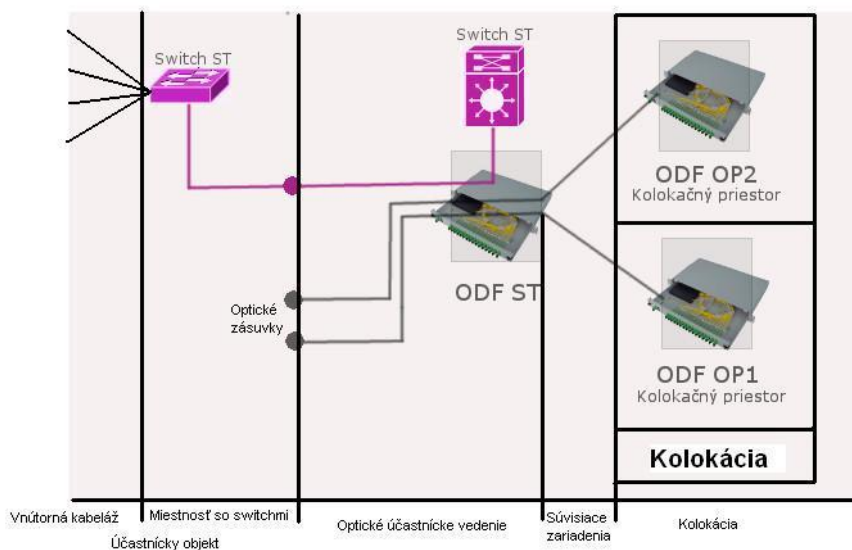 Switch ST
Switch ST
ODF OP2
Kolokačný priestor
ODF ST
Optické
zásuvky
ODF OP1
Kolokačný priestor
Kolokácia
Vnútorná kabeláž
Miestnosť so switchmi
Optické účastnícke vedenie
Súvisiace
zariadenia
Kolokácia
Účastnícky objekt